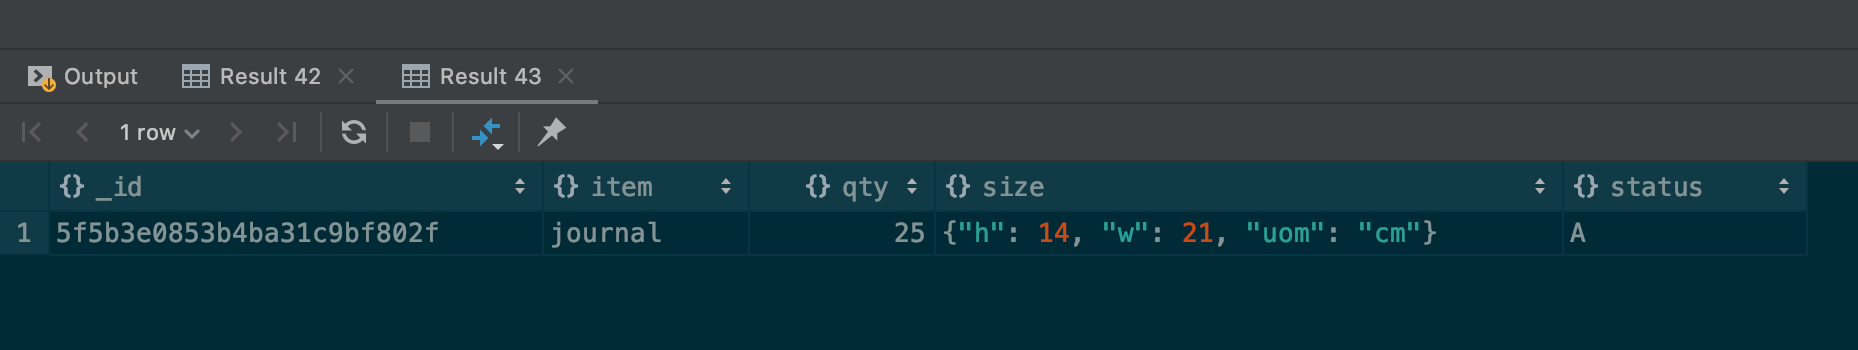 Output Result 42 Result 43
1 row
{} _id {} item {} qty {} size {} status
1 5f5b3e0853b4ba31c9bf802f journal 25 {"h": 14, "w": 21, "uom": "cm"} A